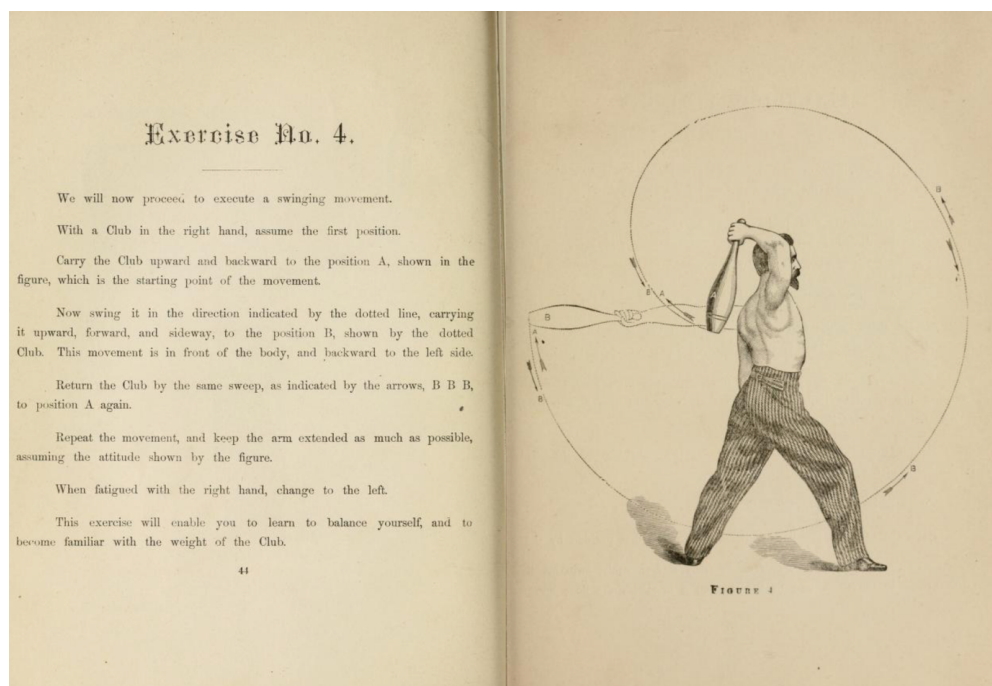 Exercise No. 4.
We will now proceed to execute a swinging movement.
With a Club in the right hand, assume the first position.
Carry the Club upward and backward to the position A, shown in the
figure, which is the starting point of the movement.
Now swing it in the direction indicated by the dotted line, carrying
it upward, forward, and sideway, to the position B, shown by the dotted
Club. This movement is in front of the body, and backward to the left side.
Return the Club by the same sweep, as indicated by the arrows, B B B,
to position A again.
Repeat the movement, and keep the arm extended as much as possible,
assuming the attitude shown by the figure.
When fatigued with the right hand, change to the left.
This exercise will enable you to learn to balance yourself, and to
become familiar with the weight of the Club.
44
B
B A
B
A
B
B
FIGURE 4